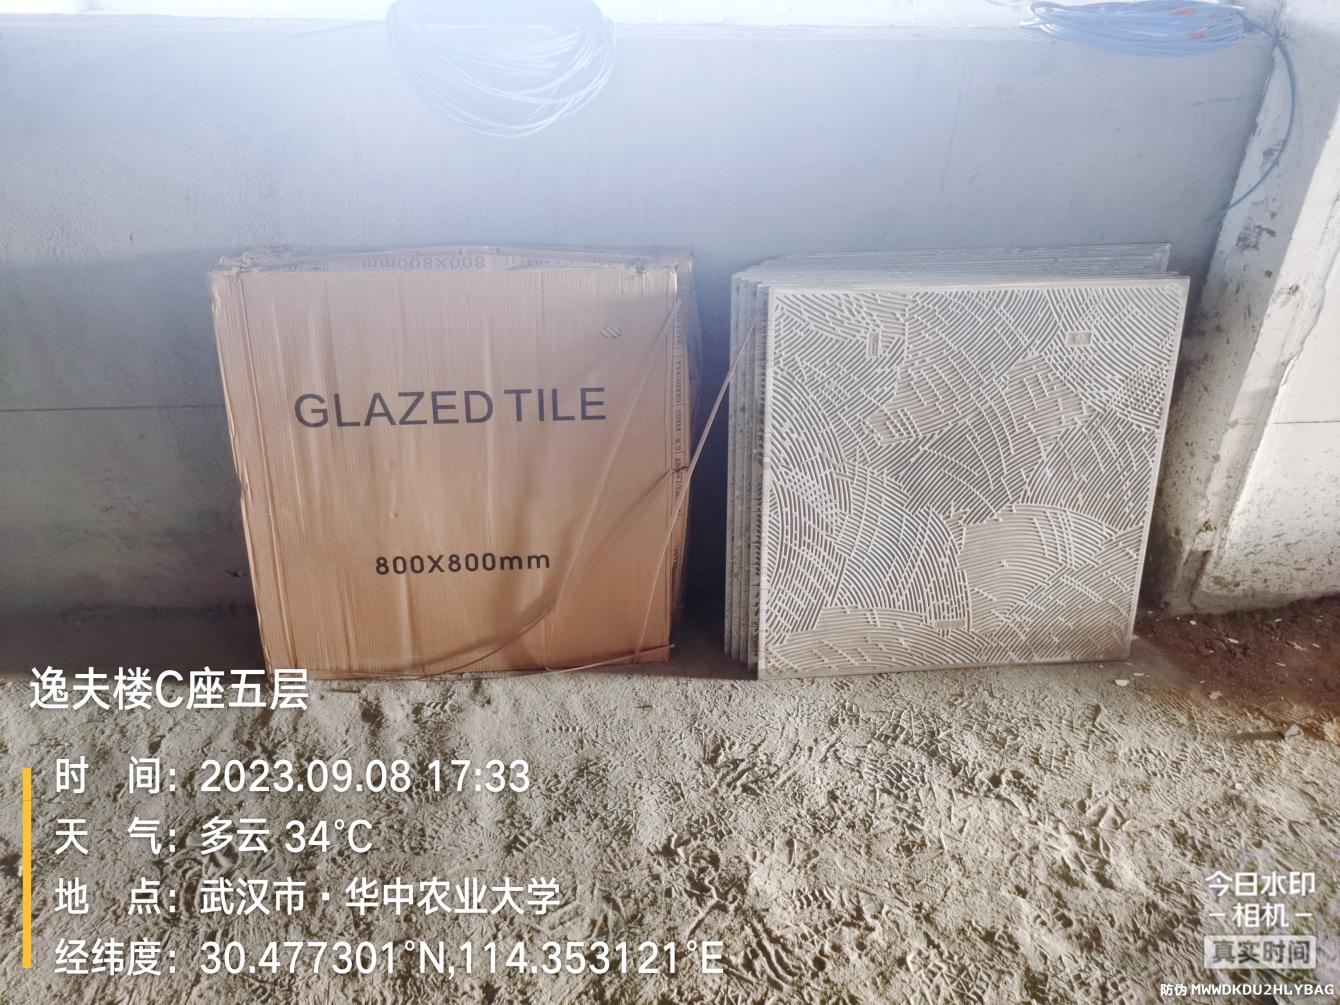 800X800mm
GLAZED TILE
800X800mm
逸夫楼C座五层
时 间：2023.09.08 17:33
天 气：多云 34℃
地 点：武汉市·华中农业大学
经纬度：30.477301°N,114.353121°E
今日水印
相机
真实时间
防伪 MWWDKDU2HLYBAG